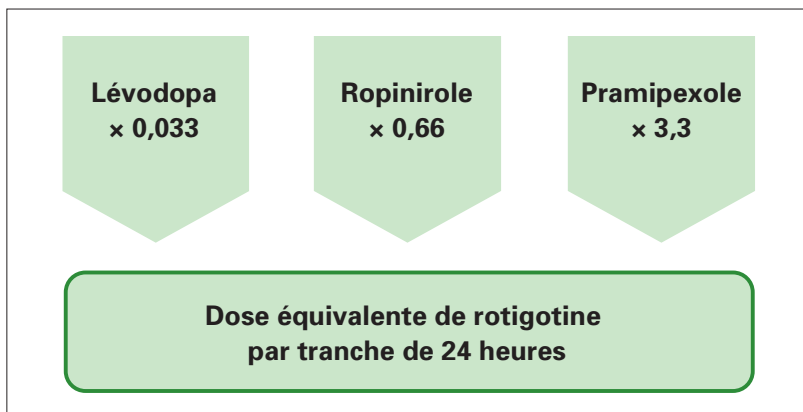 Lévodopa
× 0,033
Ropinirole
× 0,66
Pramipexole
× 3,3
Dose équivalente de rotigotine
par tranche de 24 heures